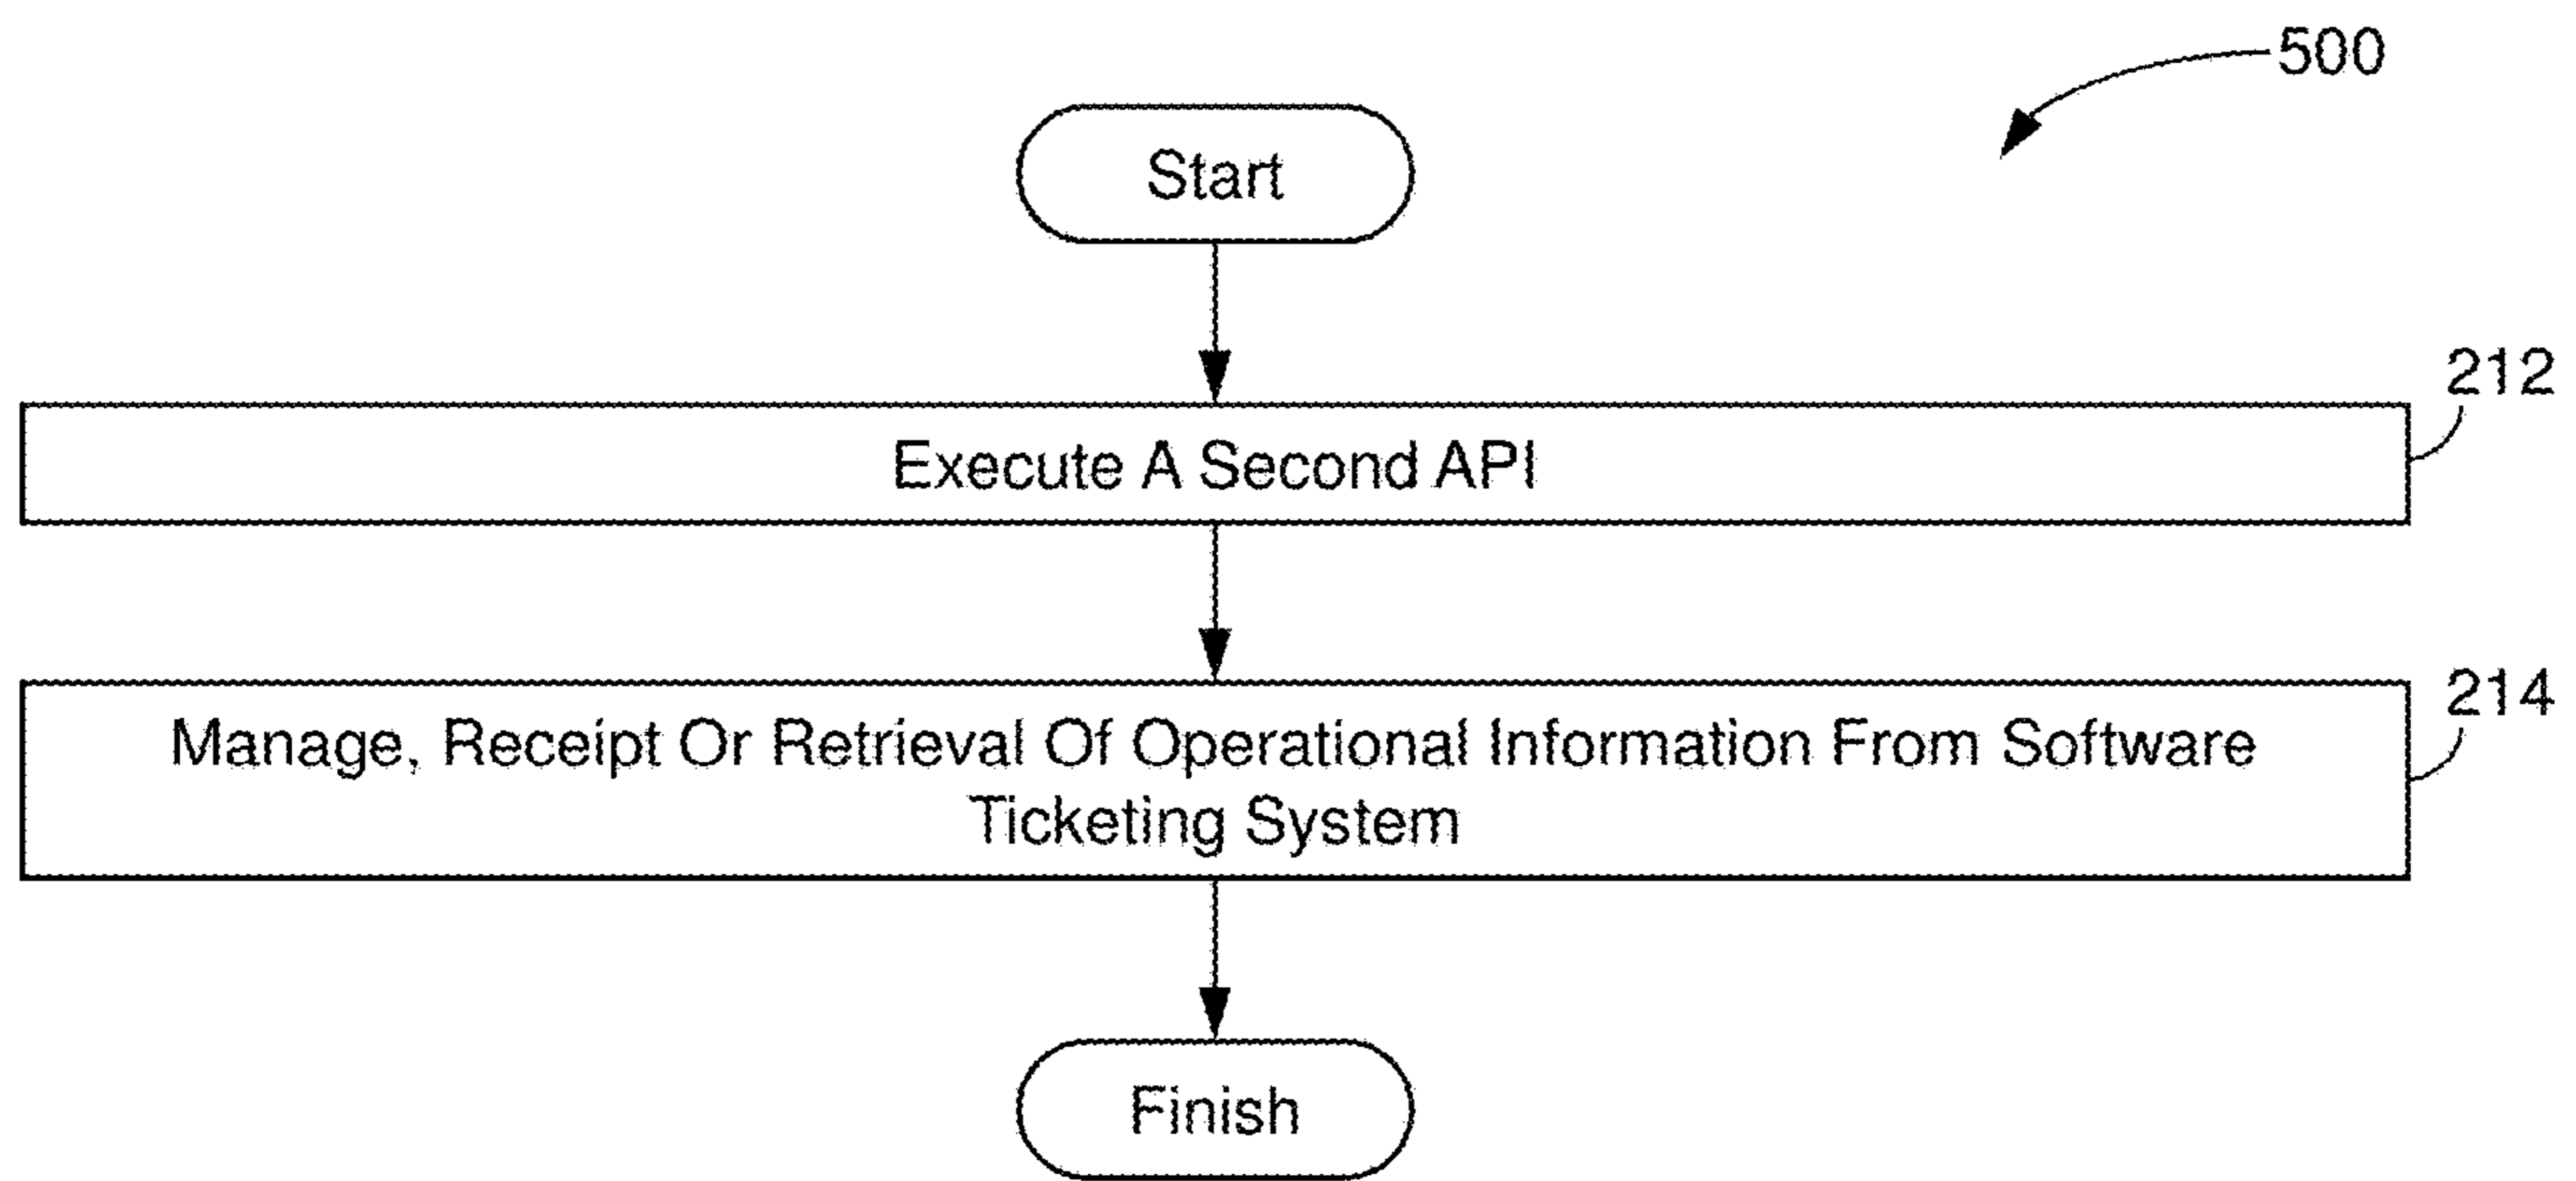 500
Start
212
Execute A Second API
214
Manage, Receipt Or Retrieval Of Operational Information From Software
Ticketing System
Finish